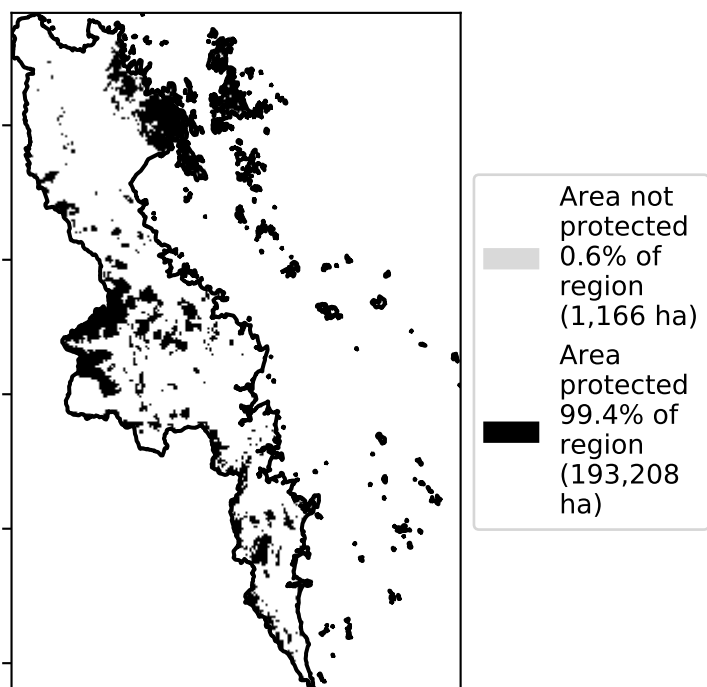 Area not
protected
0.6% of
region
(1,166 ha)
Area
protected
99.4% of
region
(193,208
ha)